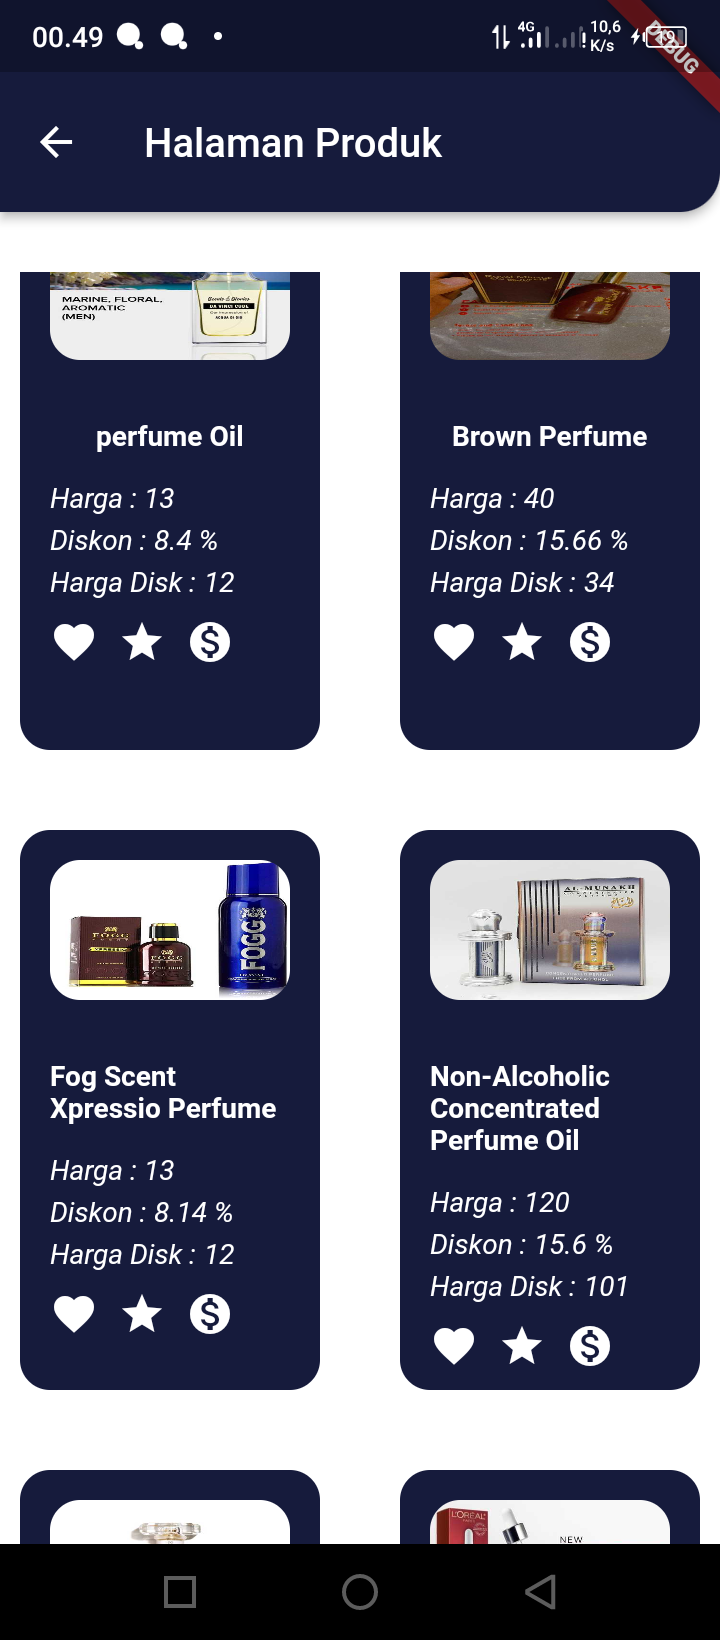 00.49
4G
10,6
K/s
19
DEBUG
Halaman Produk
MARINE, FLORAL,
AROMATIC
(MEN)
DA VINCI CODE
perfume Oil
Harga : 13
Diskon : 8.4 %
Harga Disk : 12
Brown Perfume
Harga : 40
Diskon : 15.66 %
Harga Disk : 34
FOGG
FOGG
FOGG
AL-MUNAKH
Fog Scent
Xpressio Perfume
Harga : 13
Diskon : 8.14 %
Harga Disk : 12
Non-Alcoholic
Concentrated
Perfume Oil
Harga : 120
Diskon : 15.6 %
Harga Disk : 101
L'OREAL
NEW